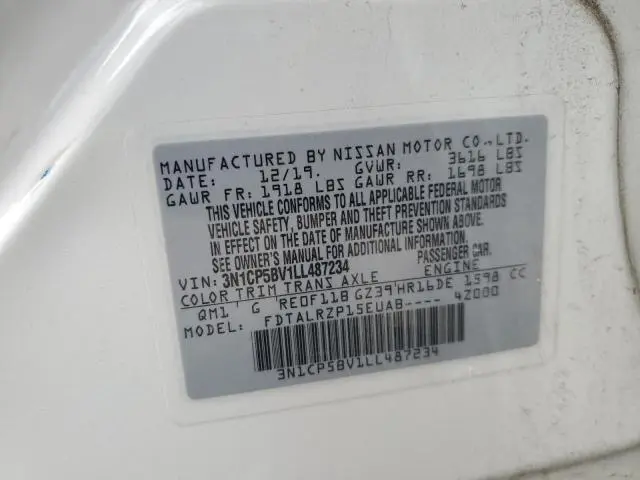 MANUFACTURED BY NISSAN MOTOR CO.,LTD.
DATE: 12/19. GVWR: 3616 LBS
GAWR FR: 1918 LBS GAWR RR: 1698 LBS
THIS VEHICLE CONFORMS TO ALL APPLICABLE FEDERAL MOTOR
VEHICLE SAFETY, BUMPER AND THEFT PREVENTION STANDARDS
IN EFFECT ON THE DATE OF MANUFACTURE SHOWN ABOVE.
SEE OWNER'S MANUAL FOR ADDITIONAL INFORMATION
VIN: 3N1CP5BV1LL487234 PASSENGER CAR.
COLOR TRIM TRANS AXLE ENGINE
QM1 G RE0F11B GZ39 HR16DE 1598 CC
MODEL: FDTALRZP15EUAB---- 42000
3N1CP5BV1LL487234